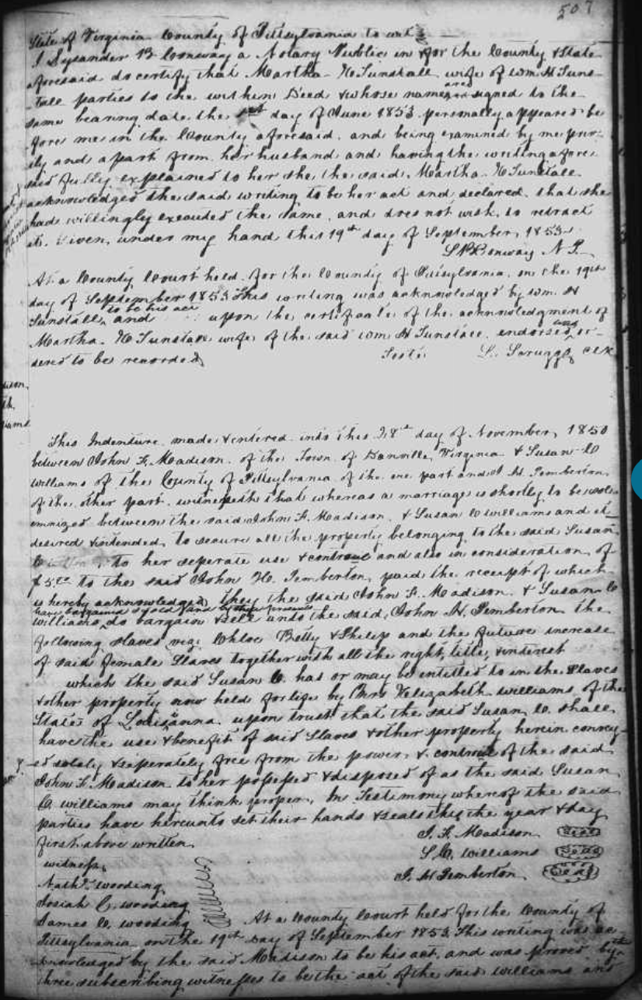 507
State of Virginia County of Pittsylvania to wit
I Lysander B Conway a Notary Public in & for the County & State
aforesaid do certify that Martha H Tunstall wife of Wm H Tuns-
tall parties to the within Deed & whose names are signed to the
same bearing date the 1st day of June 1853 personally appeared be
fore me in the County aforesaid. and being examined by me priv-
ily and apart from her husband and having the writing afore
said fully explained to her she the said Martha H Tunstall
acknowledged the said writing to be her act and declared that she
had willingly executed the same, and does not wish to retract
it. Given under my hand this 19th day of September, 1853.
L B Conway N P
At a County Court held for the County of Pittsylvania on the 19th
day of September 1853 This writing was acknowledged by Wm. H
to be his act
Tunstall, and upon the certificate of the acknowledgment of
Martha H Tunstall wife of the said Wm H Tunstall endorsed, and or-
dered to be recorded
Teste L. Scruggs Clk
This Indenture made & entered into this 28th day of November, 1850
between John F. Madison of the Town of Danville, Virginia & Susan C
Williams of the County of Pittsylvania of the one part and J H Pemberton
of the other part. witnesseth that whereas a marriage is shortly to be sole-
emnized between the said John F. Madison & Susan C Williams and it
desired & intended to secure all the property belonging to the said Susan
C to her seperate use & controul and also in consideration of
$5.00 to the said John H. Pemberton, paid the receipt of which
is hereby acknowledged, they the said John F. Madison & Susan C
have bargained & sold and by these presents
Williams, do bargain & sell unto the said, John H. Pemberton the
following slaves viz: Chloe Betty & Philip and the future increase
of said female Slaves together with all the right, title, & interest
which the said Susan C. has or may be entitled to in the Slaves
& other property now held for life by Mrs Elizabeth Williams of the
State of Louisanna upon trust that the said Susan C. shall
have the use & benefit of said Slaves & other property herein convey-
ed solely & seperately free from the power, & controul of the said
John F. Madison to her possessed & disposed of as the said Susan
C. Williams may think proper. In Testimony whereof the said
parties have hereunto set their hands & seals this the year & day
first above written.
J. F. Madison Seal
S. C. Williams Seal
J. H Pemberton Seal
witness
Nathl. Wooding
Josiah C. Wooding
James C. Wooding
At a County Court held for the County of
Pittsylvania on the 19th Day of September 1853. This writing was ac-
knowledged by the said Madison to be his act, and was proved by the
three subscribing witnesses to be the act of the said Williams and